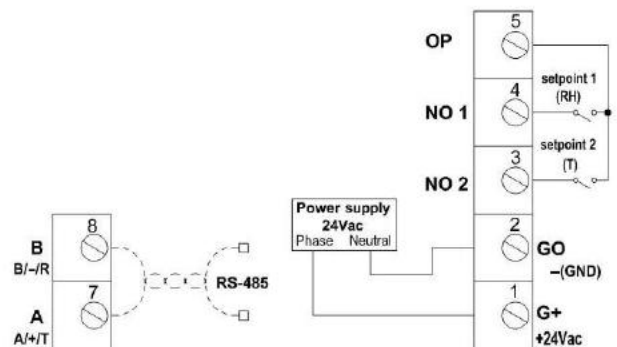 5
OP
setpoint 1
(RH)
4
NO 1
setpoint 2
(T)
3
NO 2
Power supply
24Vac
Phase Neutral
2
GO
–(GND)
1
G+
+24Vac
8
B
B/–/R
RS-485
7
A
A/+/T